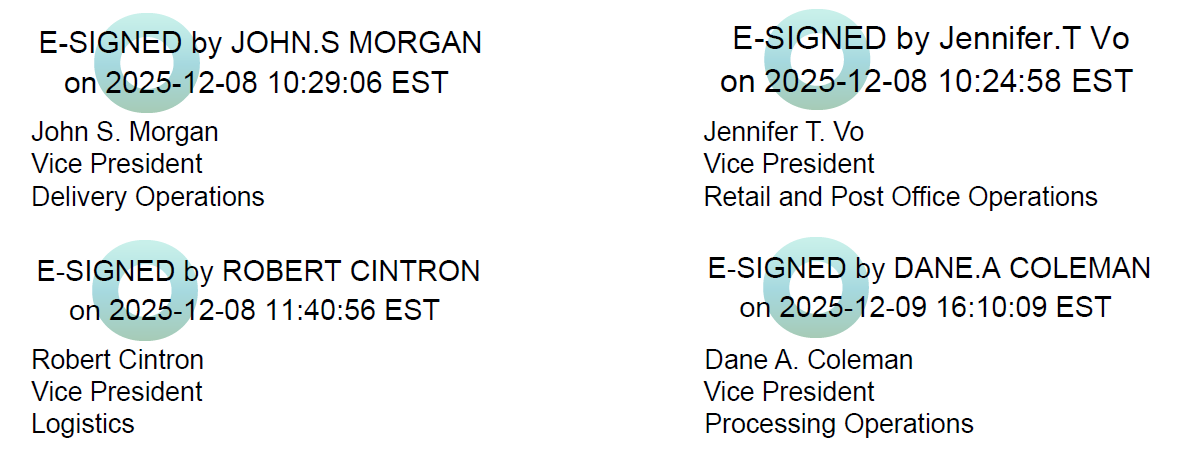 E-SIGNED by JOHN.S MORGAN
on 2025-12-08 10:29:06 EST
John S. Morgan
Vice President
Delivery Operations
E-SIGNED by Jennifer.T Vo
on 2025-12-08 10:24:58 EST
Jennifer T. Vo
Vice President
Retail and Post Office Operations
E-SIGNED by ROBERT CINTRON
on 2025-12-08 11:40:56 EST
Robert Cintron
Vice President
Logistics
E-SIGNED by DANE.A COLEMAN
on 2025-12-09 16:10:09 EST
Dane A. Coleman
Vice President
Processing Operations